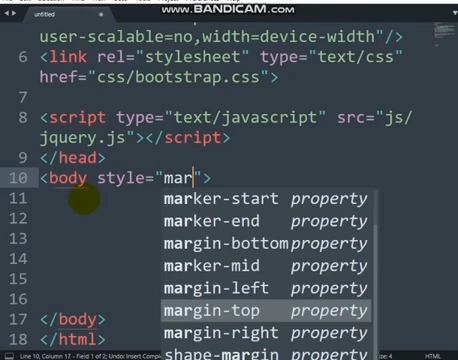 WWW.BANDICAM.COM
untitled
user-scalable=no,width=device-width"/>
6 <link rel="stylesheet" type="text/css"
href="css/bootstrap.css">
7
8 <script type="text/javascript" src="js/
jquery.js"></script>
9 </head>
10 <body style="mar">
11 marker-start property
12 marker-end property
margin-bottom property
13 marker-mid property
14 margin-left property
15 margin-top property
16 margin-right property
17 </body>
shape-margin property
18 </html>
Line 10, Column 17 - Field 1 of 2; Undo: Insert
HTML